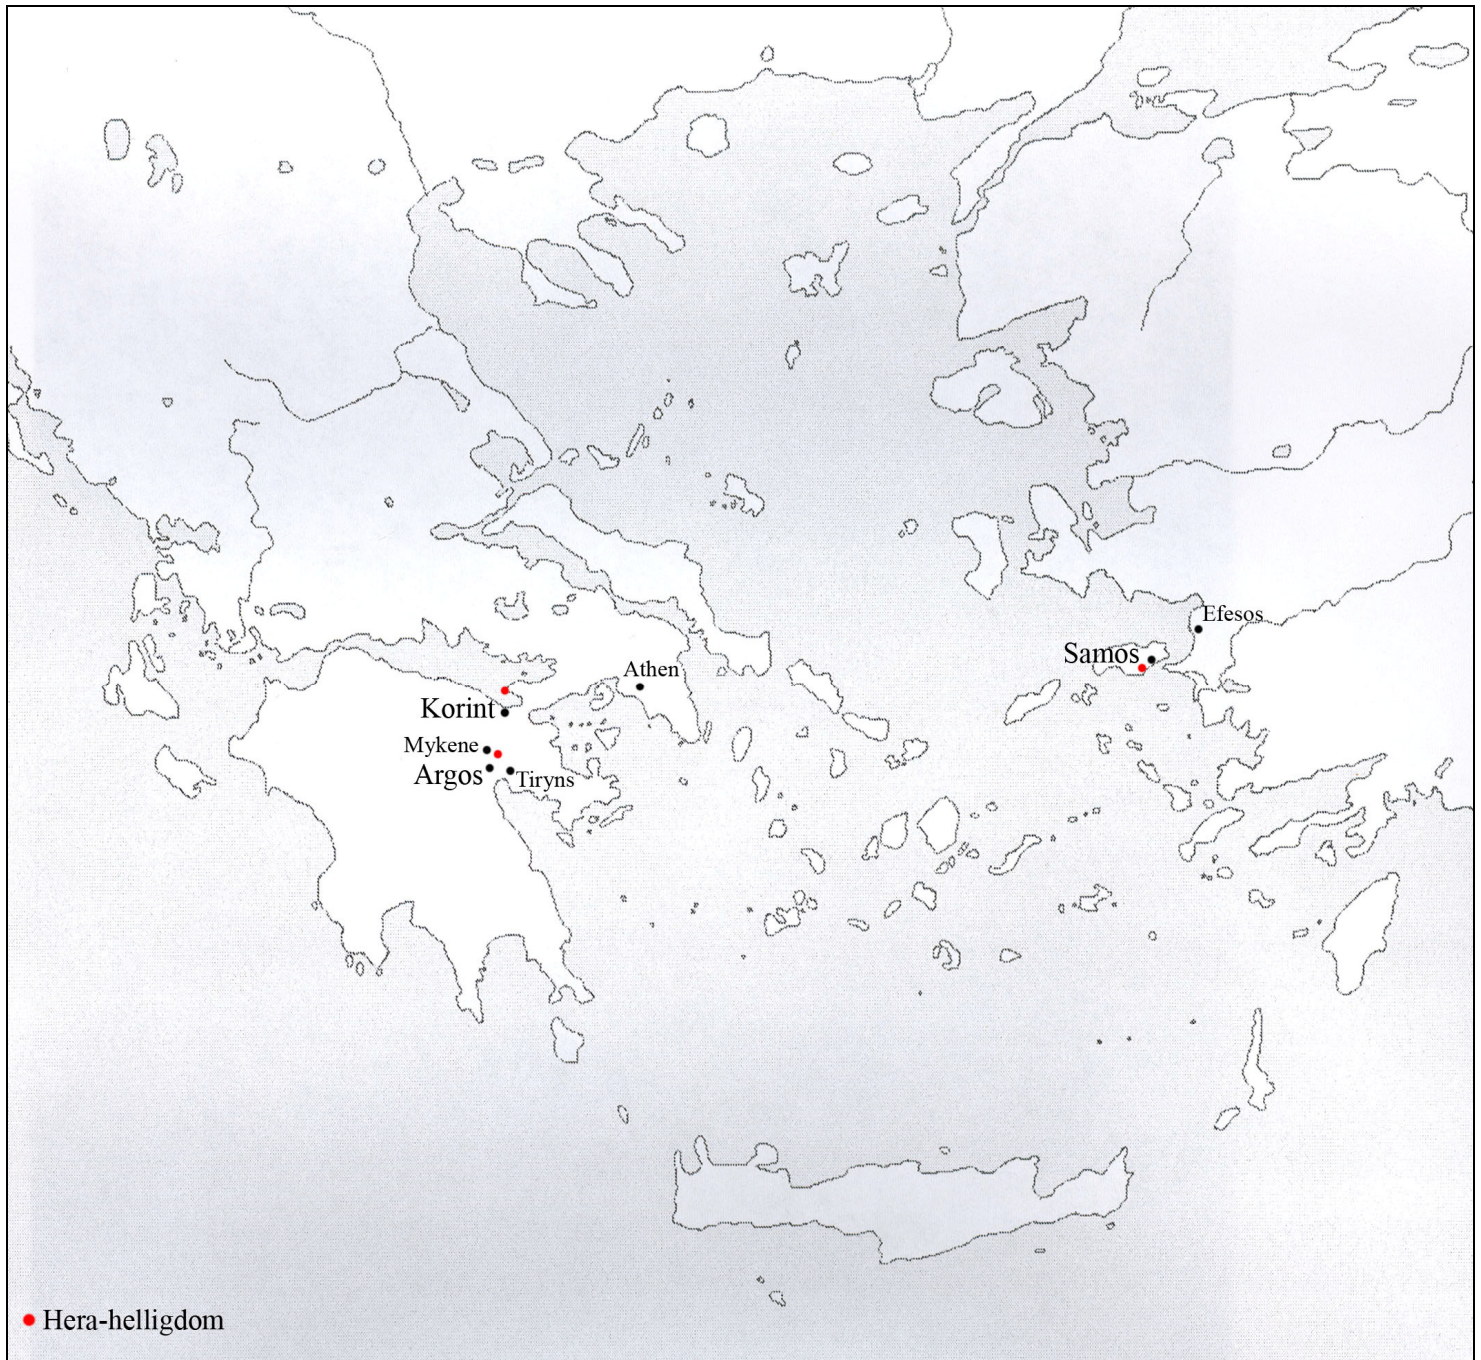 Efesos
Samos
Athen
Korint
Mykene
Argos
Tiryns
Hera-helligdom